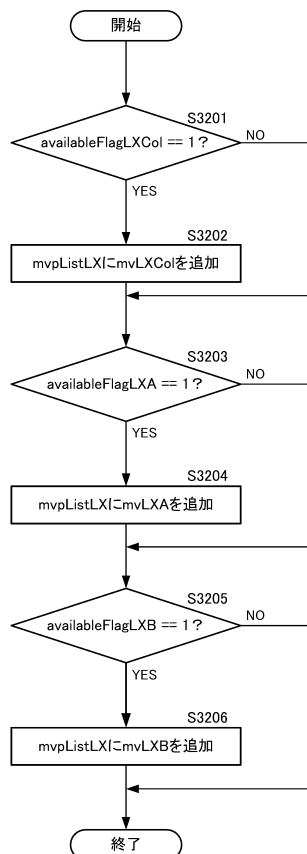 開始
S3201
availableFlagLXCol == 1？
NO
YES
S3202
mvpListLXにmvLXColを追加
S3203
availableFlagLXA == 1？
NO
YES
S3204
mvpListLXにmvLXAを追加
S3205
availableFlagLXB == 1？
NO
YES
S3206
mvpListLXにmvLXBを追加
終了